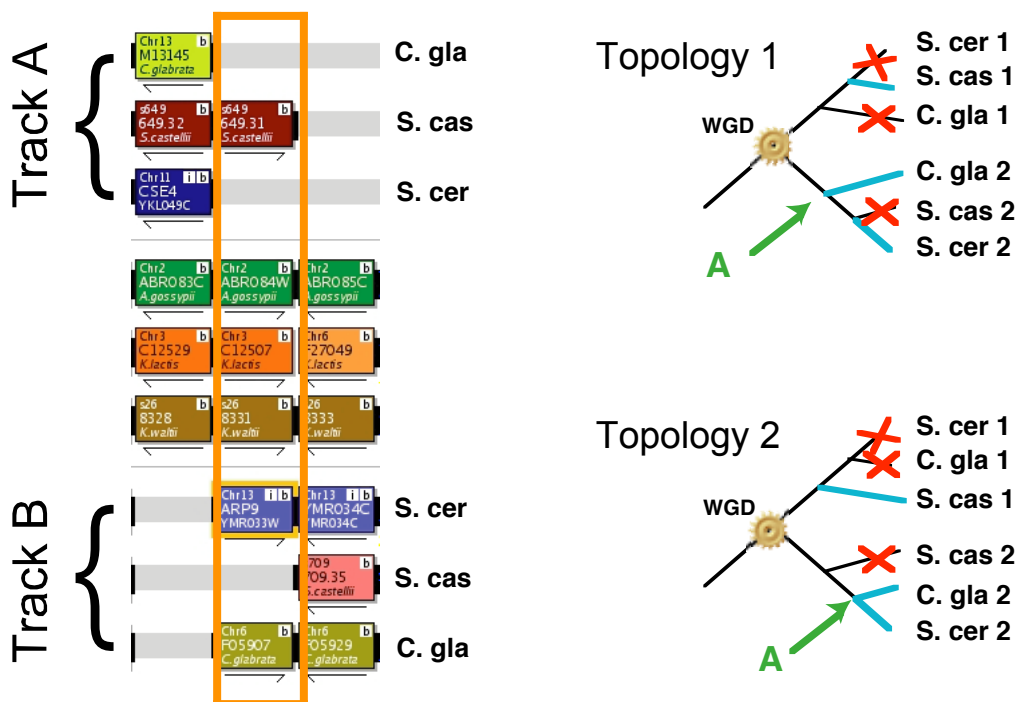 Track A
Chr13 b
M13145
C.glabrata
C. gla
s649 b
649.32
S.castellii
s649 b
649.31
S.castellii
S. cas
Chr11 i b
CSE4
YKL049C
S. cer
Chr2 b
ABR083C
A.gossypii
Chr2 b
ABR084W
A.gossypii
Chr2 b
ABR085C
A.gossypii
Chr3 b
C12529
K.lactis
Chr3 b
C12507
K.lactis
Chr6 b
F27049
K.lactis
s26 b
8328
K.waltii
s26 b
8331
K.waltii
s26 b
8333
K.waltii
Track B
Chr13 i b
ARP9
YMR033W
Chr13 i b
YMR034C
YMR034C
S. cer
709 b
709.35
S.castellii
S. cas
Chr6 b
F05907
C.glabrata
Chr6 b
F05929
C.glabrata
C. gla
Topology 1
WGD
S. cer 1
S. cas 1
C. gla 1
C. gla 2
S. cas 2
S. cer 2
A
Topology 2
WGD
S. cer 1
C. gla 1
S. cas 1
S. cas 2
C. gla 2
S. cer 2
A